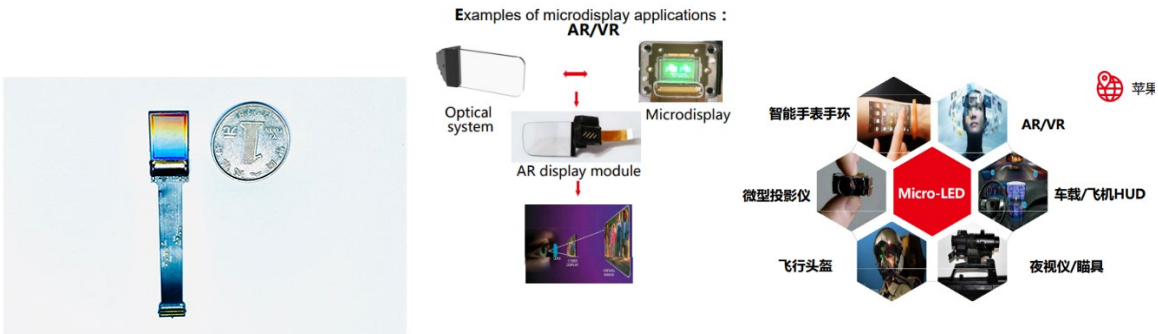 Examples of microdisplay applications：
AR/VR
Optical
system
Microdisplay
AR display module
智能手表手环
AR/VR
微型投影仪
Micro-LED
车载/飞机HUD
飞行头盔
夜视仪/瞄具
苹果